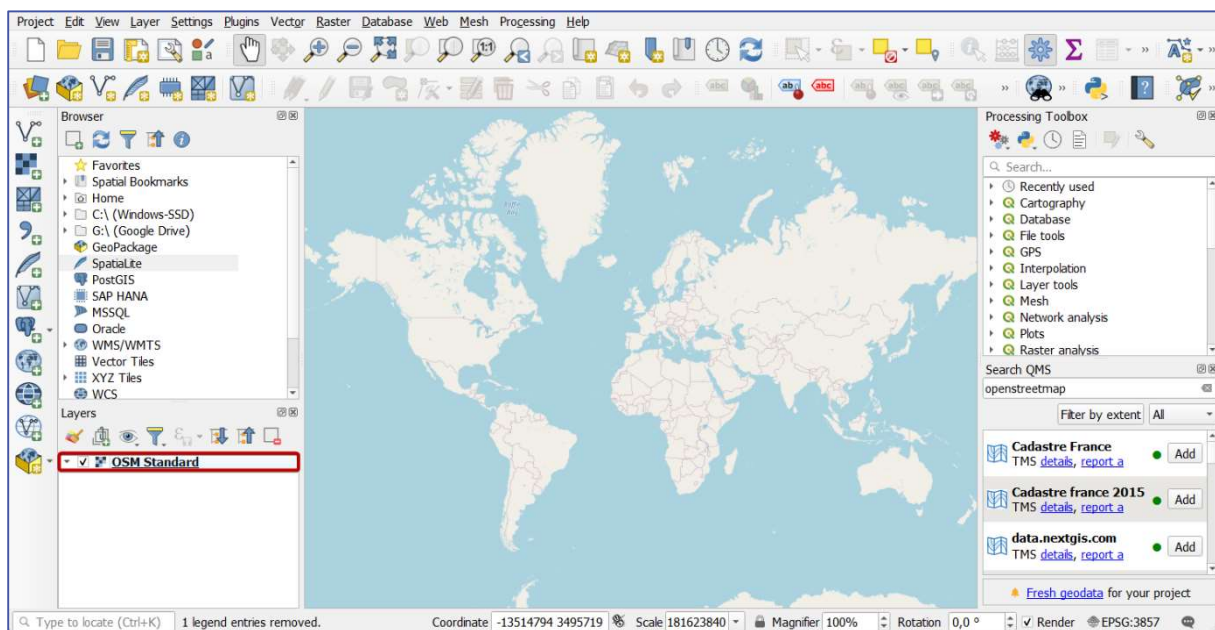 Project Edit View Layer Settings Plugins Vector Raster Database Web Mesh Processing Help
Browser
Favorites
Spatial Bookmarks
Home
C:\ (Windows-SSD)
G:\ (Google Drive)
GeoPackage
SpatiaLite
PostGIS
SAP HANA
MSSQL
Oracle
WMS/WMTS
Vector Tiles
XYZ Tiles
WCS
Layers
OSM Standard
Processing Toolbox
Search...
Recently used
Cartography
Database
File tools
GPS
Interpolation
Layer tools
Mesh
Network analysis
Plots
Raster analysis
Search QMS
openstreetmap
Filter by extent All
Cadastre France
TMS details, report a Add
Cadastre france 2015
TMS details, report a Add
data.nextgis.com
TMS details, report a Add
Fresh geodata for your project
Type to locate (Ctrl+K) 1 legend entries removed. Coordinate -13514794 3495719 Scale 181623840 Magnifier 100% Rotation 0,0 ° Render EPSG:3857